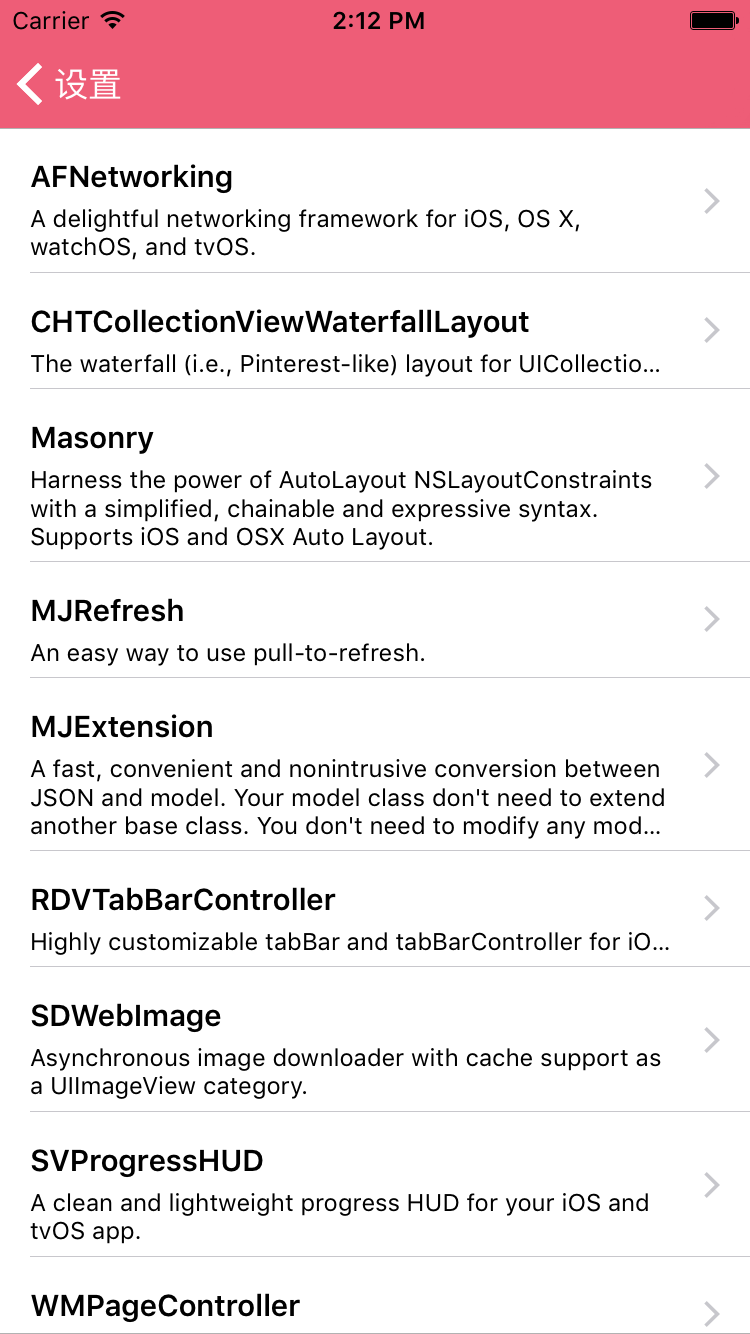 Carrier 2:12 PM
设置
AFNetworking
A delightful networking framework for iOS, OS X,
watchOS, and tvOS.
CHTCollectionViewWaterfallLayout
The waterfall (i.e., Pinterest-like) layout for UICollectio...
Masonry
Harness the power of AutoLayout NSLayoutConstraints
with a simplified, chainable and expressive syntax.
Supports iOS and OSX Auto Layout.
MJRefresh
An easy way to use pull-to-refresh.
MJExtension
A fast, convenient and nonintrusive conversion between
JSON and model. Your model class don't need to extend
another base class. You don't need to modify any mod...
RDVTabBarController
Highly customizable tabBar and tabBarController for iO...
SDWebImage
Asynchronous image downloader with cache support as
a UIImageView category.
SVProgressHUD
A clean and lightweight progress HUD for your iOS and
tvOS app.
WMPageController